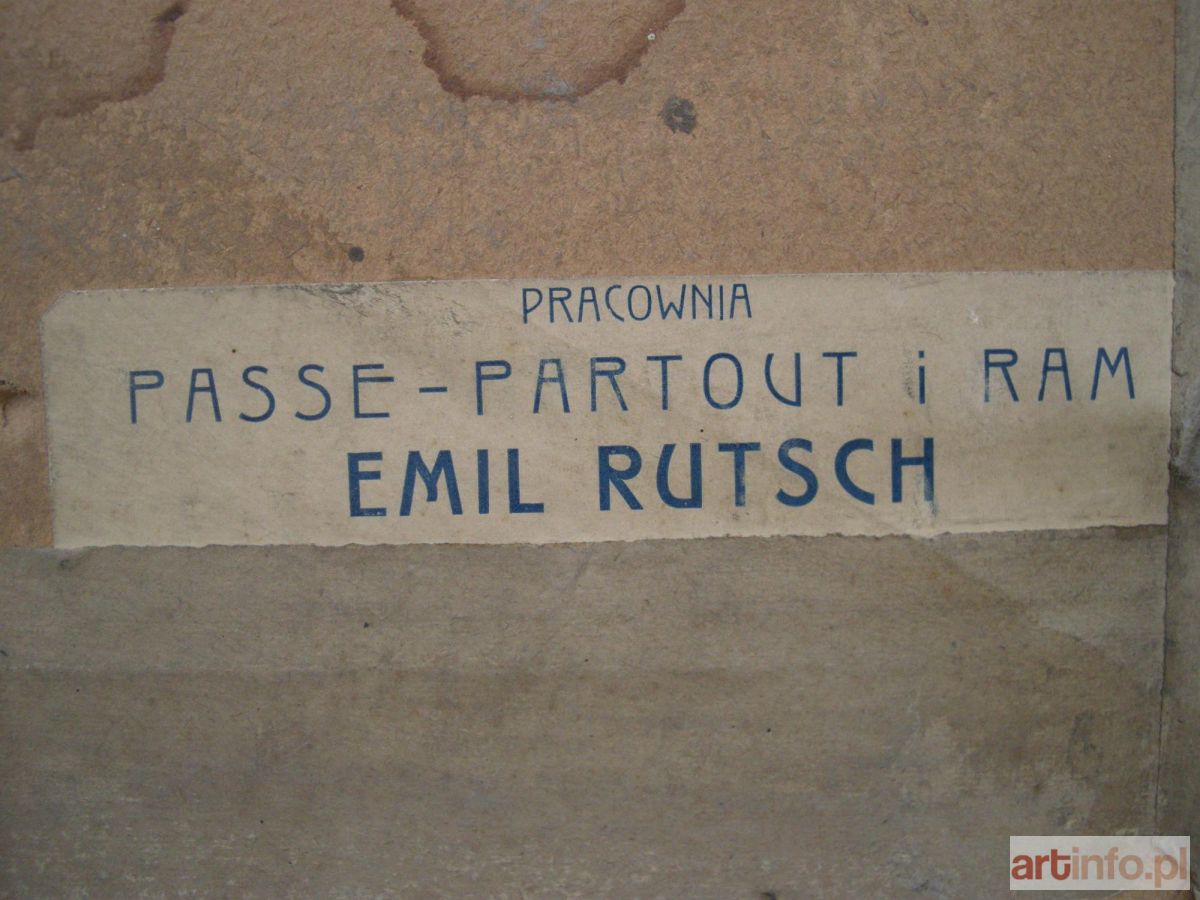 PRACOWNIA
PASSE-PARTOUT i RAM
EMIL RUTSCH
artinfo.pl